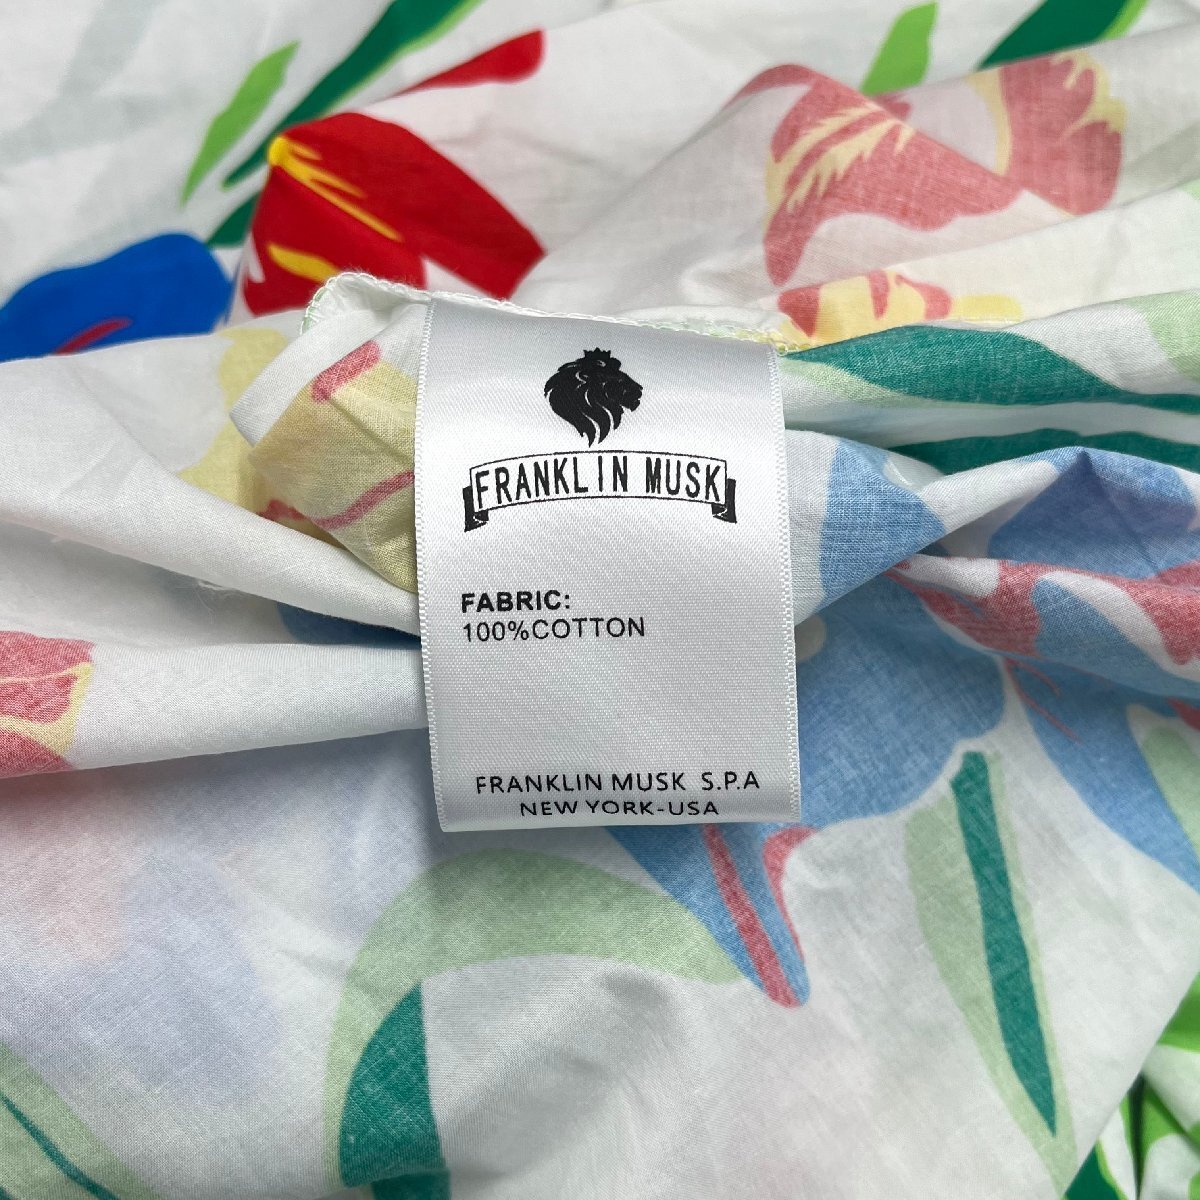 FRANKLIN MUSK
FABRIC:
100%COTTON
FRANKLIN MUSK S.P.A
NEW YORK-USA